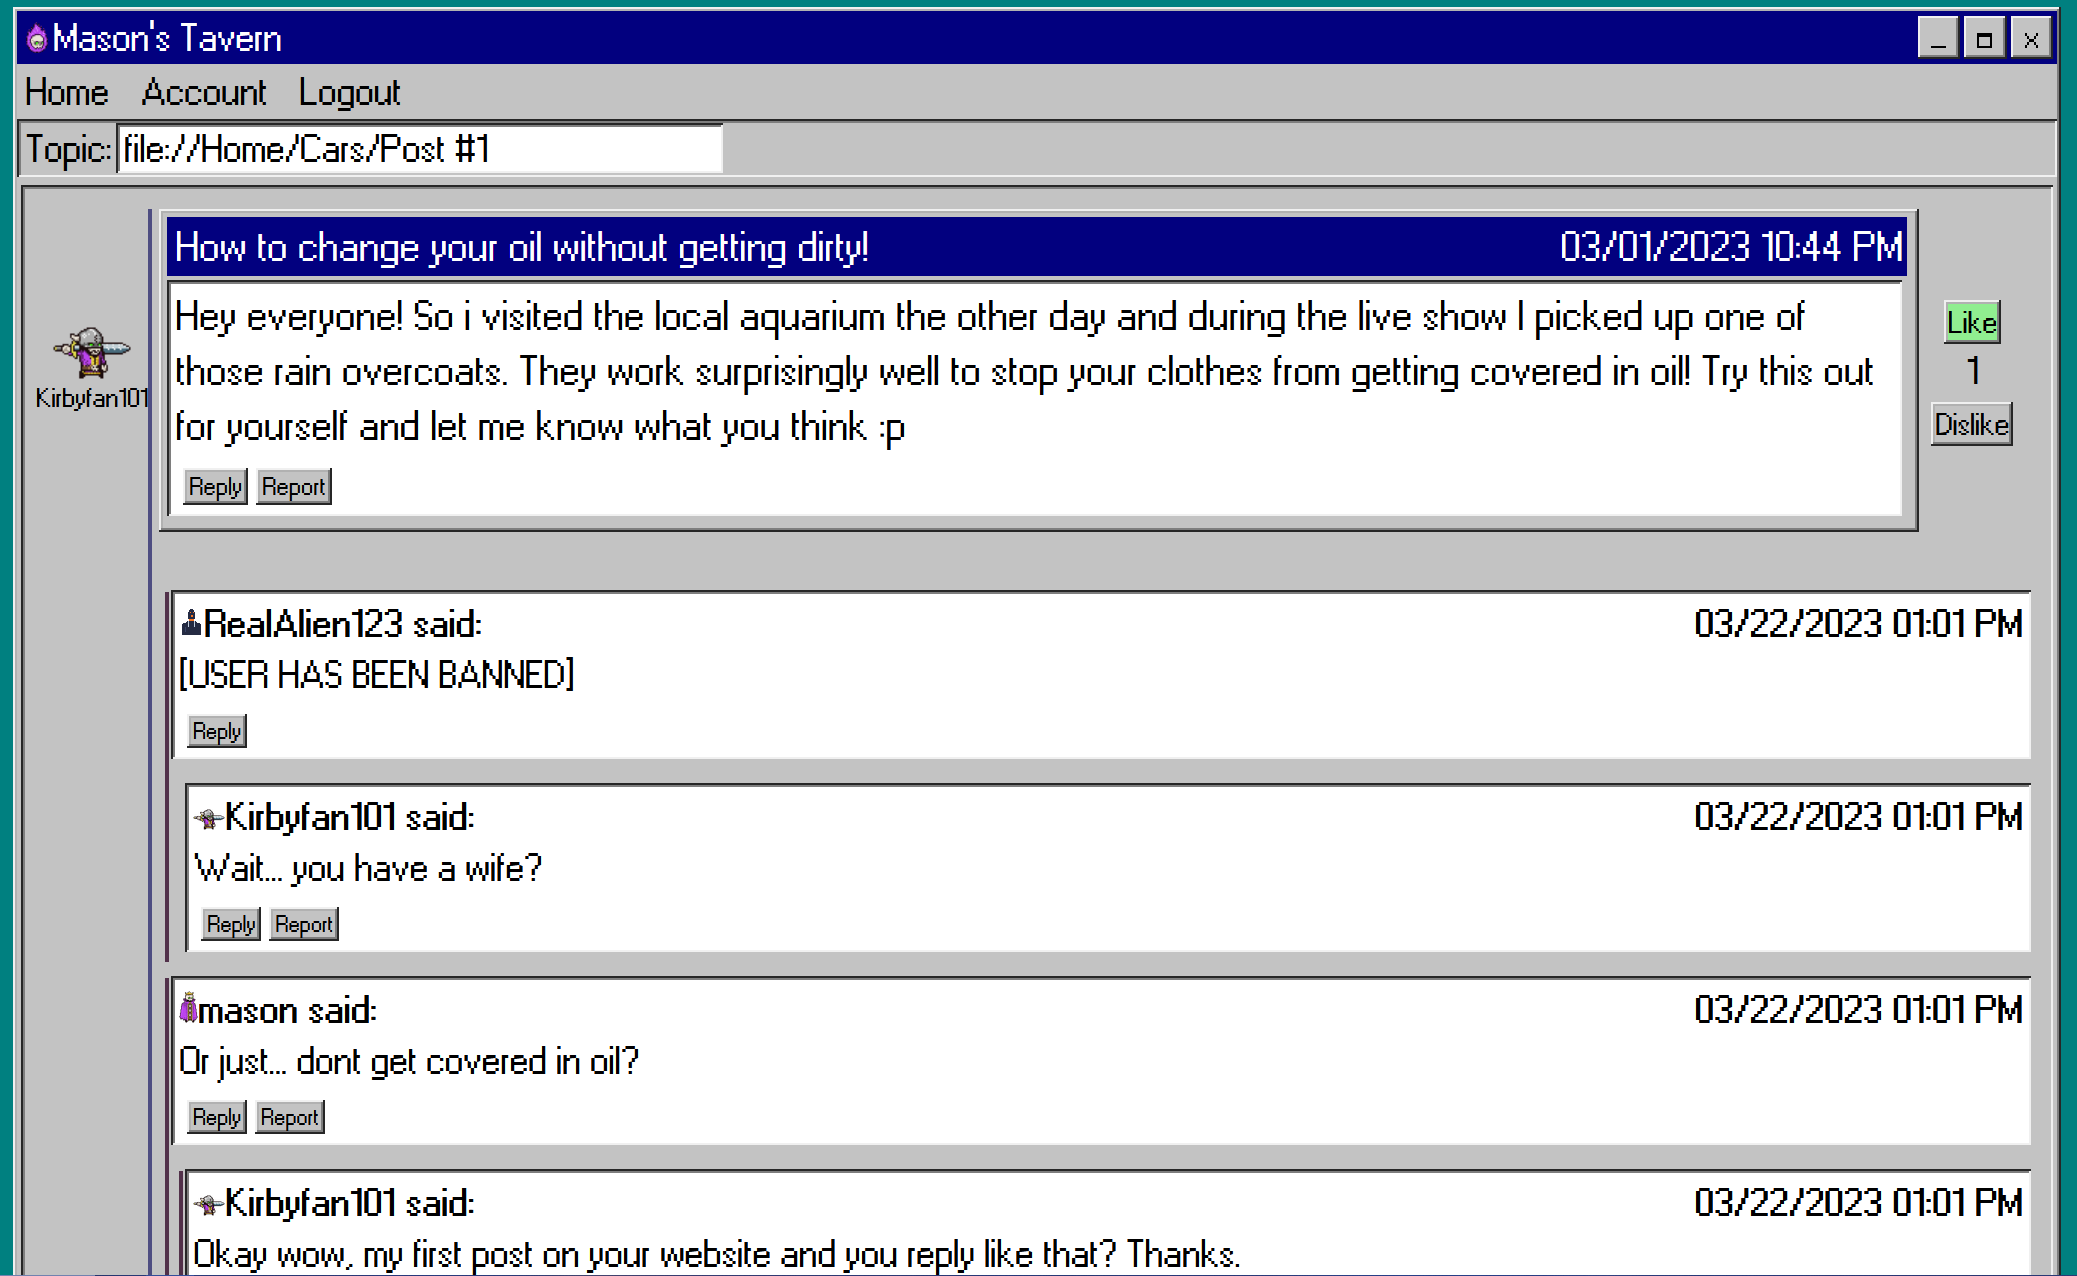 Mason's Tavern
Home Account Logout
Topic: file://Home/Cars/Post #1
How to change your oil without getting dirty! 03/01/2023 10:44 PM
Hey everyone! So i visited the local aquarium the other day and during the live show I picked up one of
those rain overcoats. They work surprisingly well to stop your clothes from getting covered in oil! Try this out
for yourself and let me know what you think :p
Reply Report
Kirbyfan101
Like
1
Dislike
RealAlien123 said: 03/22/2023 01:01 PM
[USER HAS BEEN BANNED]
Reply
Kirbyfan101 said: 03/22/2023 01:01 PM
Wait... you have a wife?
Reply Report
mason said: 03/22/2023 01:01 PM
Or just... dont get covered in oil?
Reply Report
Kirbyfan101 said: 03/22/2023 01:01 PM
Okay wow, my first post on your website and you reply like that? Thanks.